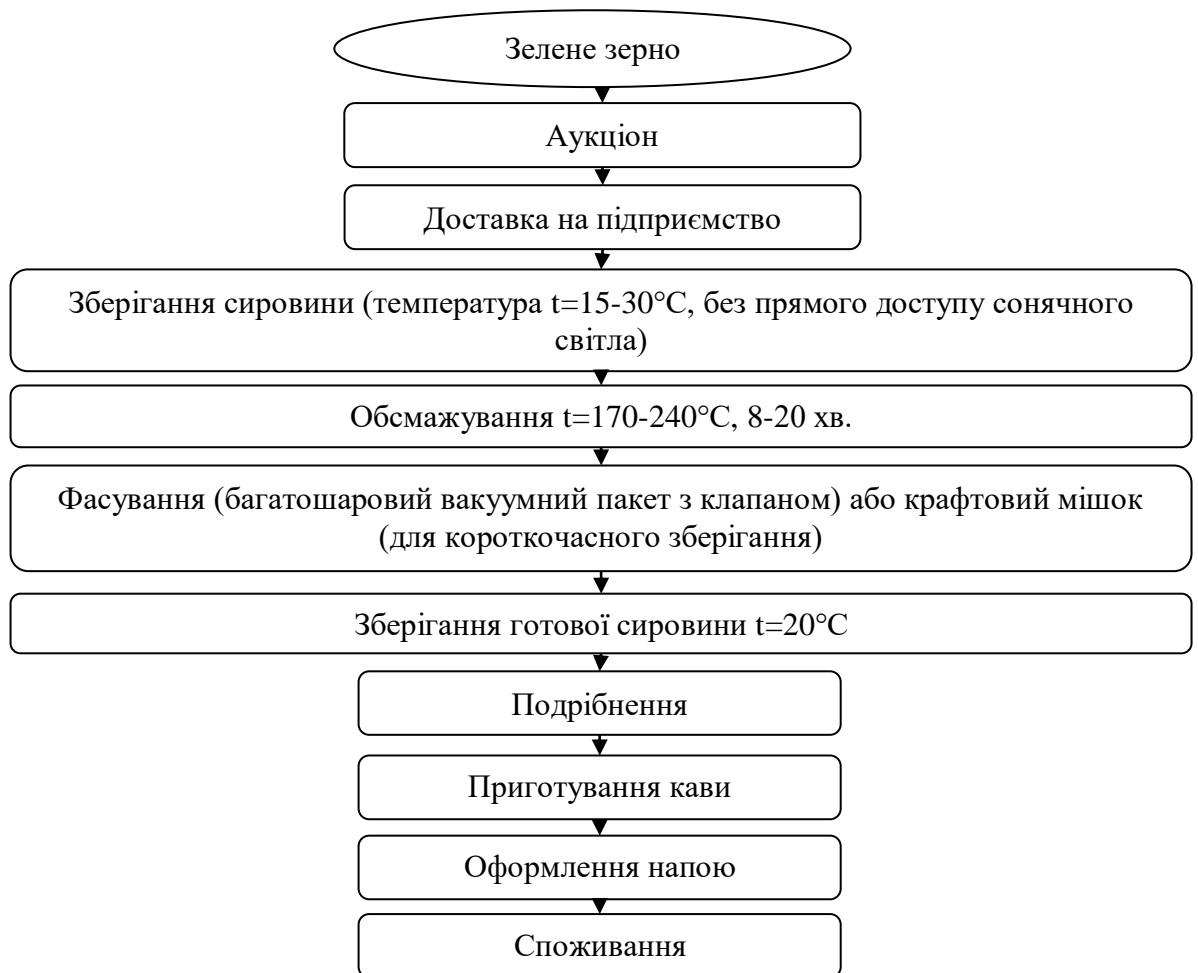 Зелене зерно
Аукціон
Доставка на підприємство
Зберігання сировини (температура t=15-30°C, без прямого доступу сонячного
світла)
Обсмажування t=170-240°C, 8-20 хв.
Фасування (багатошаровий вакуумний пакет з клапаном) або крафтовий мішок
(для короткочасного зберігання)
Зберігання готової сировини t=20°C
Подрібнення
Приготування кави
Оформлення напою
Споживання